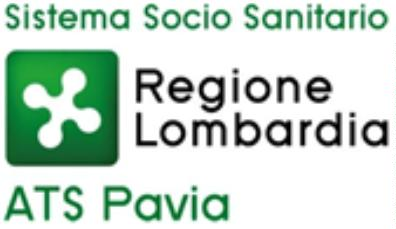 Sistema Socio Sanitario
Regione
Lombardia
ATS Pavia